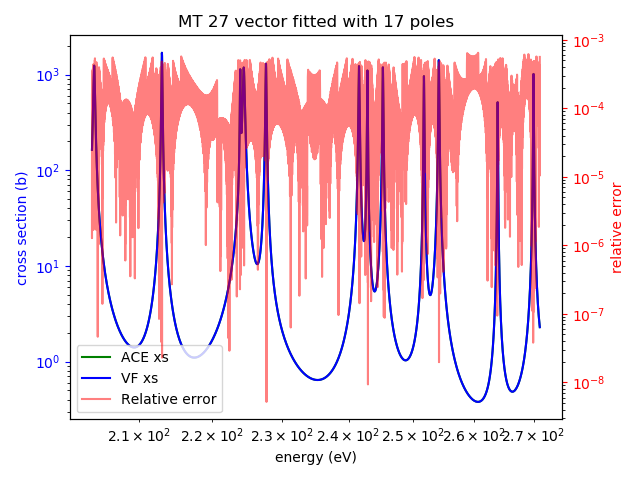 MT 27 vector fitted with 17 poles
cross section (b)
10³
10²
10¹
10⁰
10⁻³
10⁻⁴
10⁻⁵
10⁻⁶
10⁻⁷
10⁻⁸
relative error
ACE xs
VF xs
Relative error
2.1 × 10² 2.2 × 10² 2.3 × 10² 2.4 × 10² 2.5 × 10² 2.6 × 10² 2.7 × 10²
energy (eV)